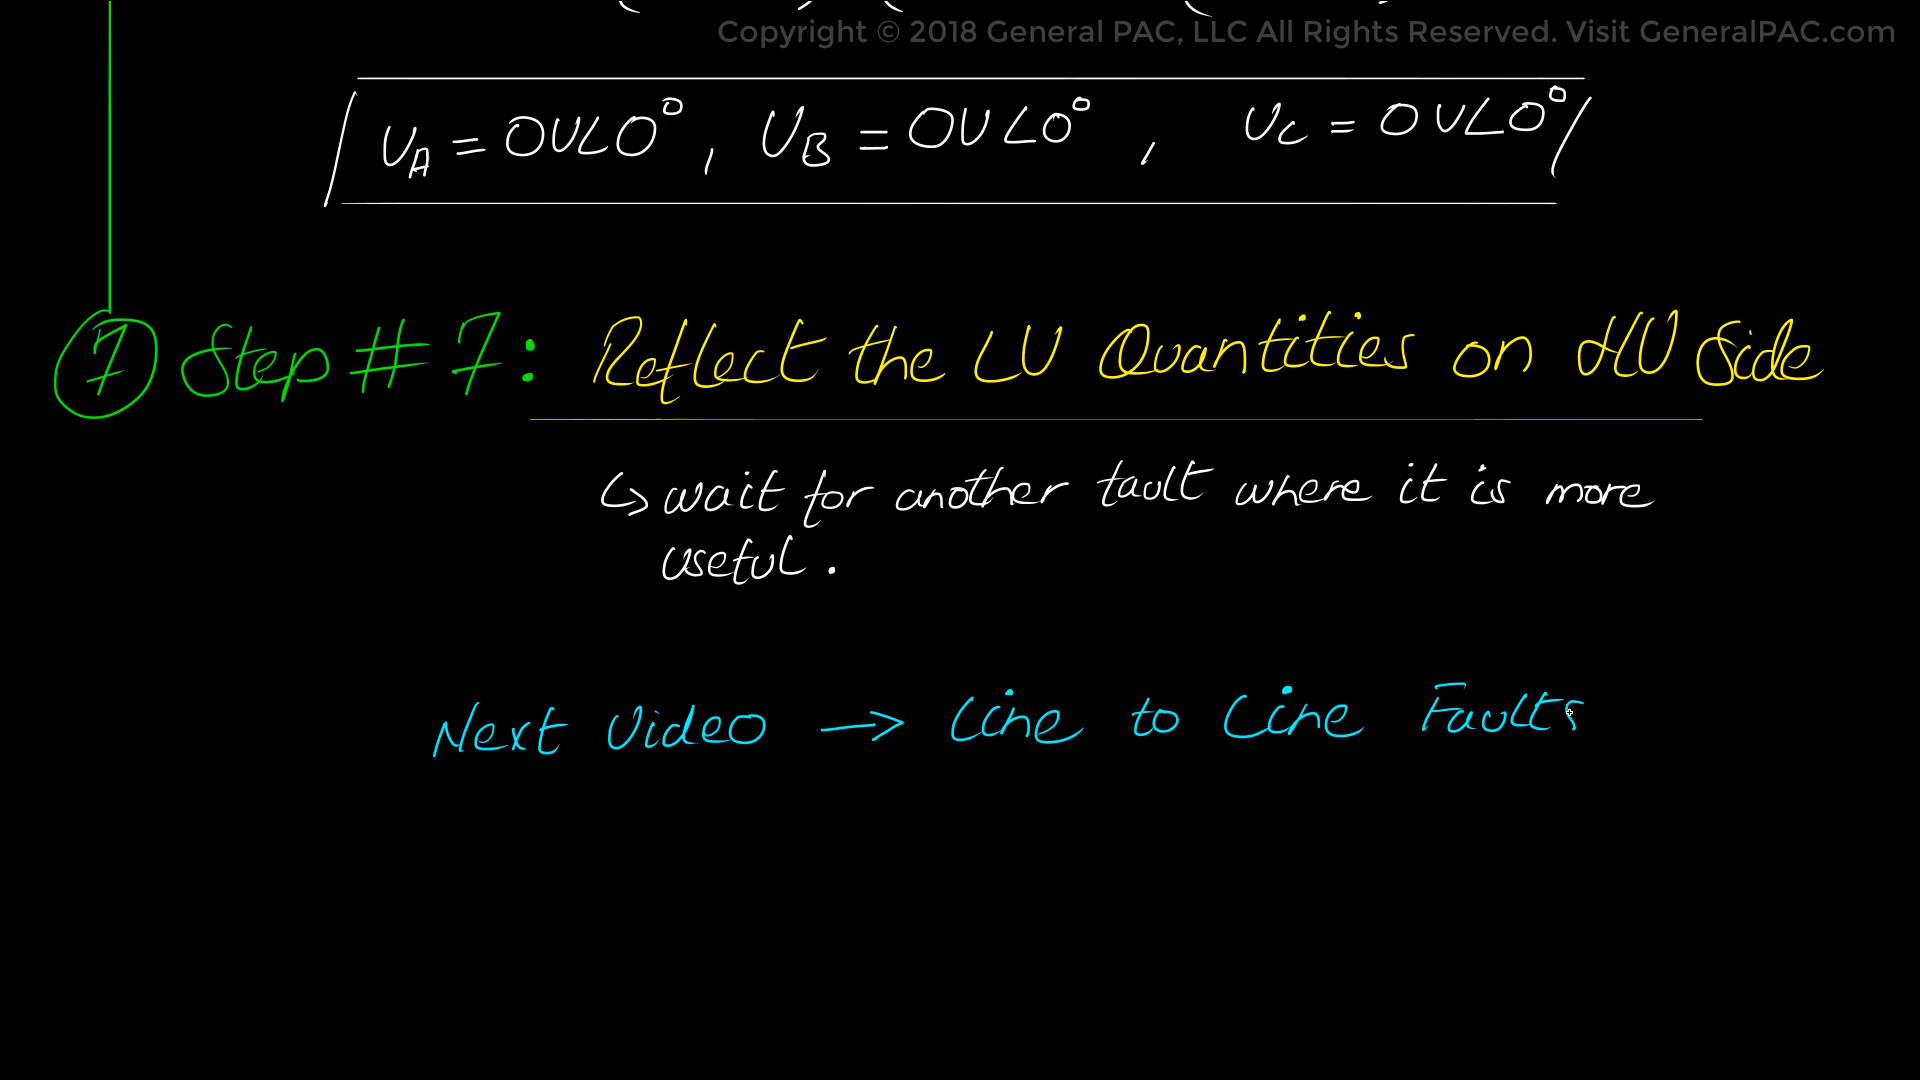 Copyright © 2018 General PAC, LLC All Rights Reserved. Visit GeneralPAC.com
VA = 0V∠0°, VB = 0V∠0°, VC = 0V∠0°
7 Step # 7: Reflect the LV Quantities on HV Side
↳ wait for another fault where it is more
useful.
Next Video → Line to Line Faults